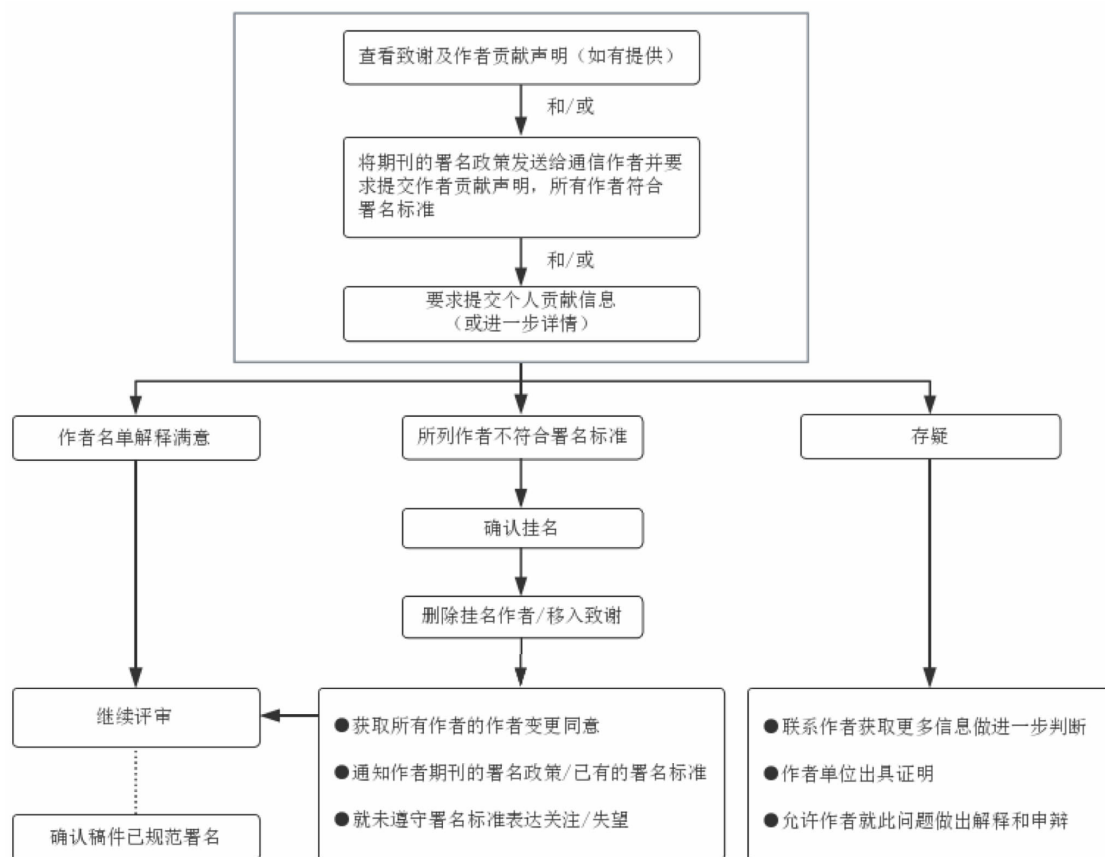 查看致谢及作者贡献声明（如有提供）
和/或
将期刊的署名政策发送给通信作者并要
求提交作者贡献声明，所有作者符合
署名标准
和/或
要求提交个人贡献信息
（或进一步详情）
作者名单解释满意
所列作者不符合署名标准
存疑
确认挂名
删除挂名作者/移入致谢
继续评审
确认稿件已规范署名
●获取所有作者的作者变更同意
●通知作者期刊的署名政策/已有的署名标准
●就未遵守署名标准表达关注/失望
●联系作者获取更多信息做进一步判断
●作者单位出具证明
●允许作者就此问题做出解释和申辩